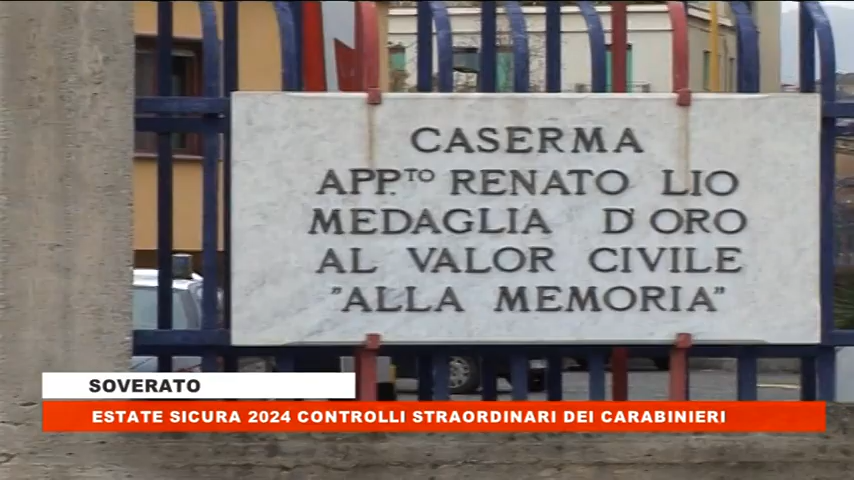 CASERMA
APP.TO RENATO LIO
MEDAGLIA D'ORO
AL VALOR CIVILE
"ALLA MEMORIA"
SOVERATO
ESTATE SICURA 2024 CONTROLLI STRAORDINARI DEI CARABINIERI